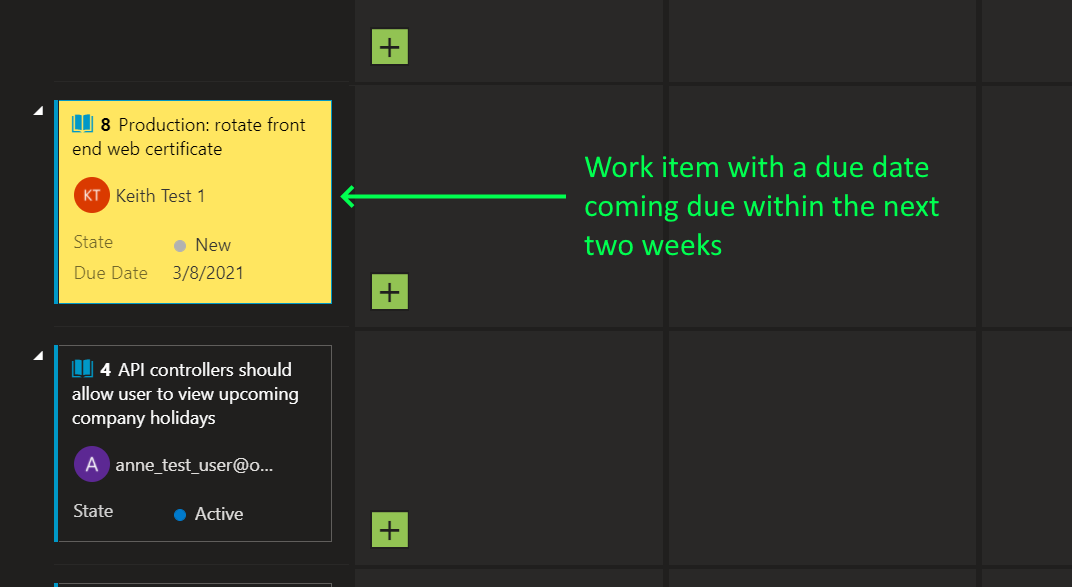 8 Production: rotate front
end web certificate
KT Keith Test 1
State New
Due Date 3/8/2021
Work item with a due date
coming due within the next
two weeks
4 API controllers should
allow user to view upcoming
company holidays
A anne_test_user@o...
State Active